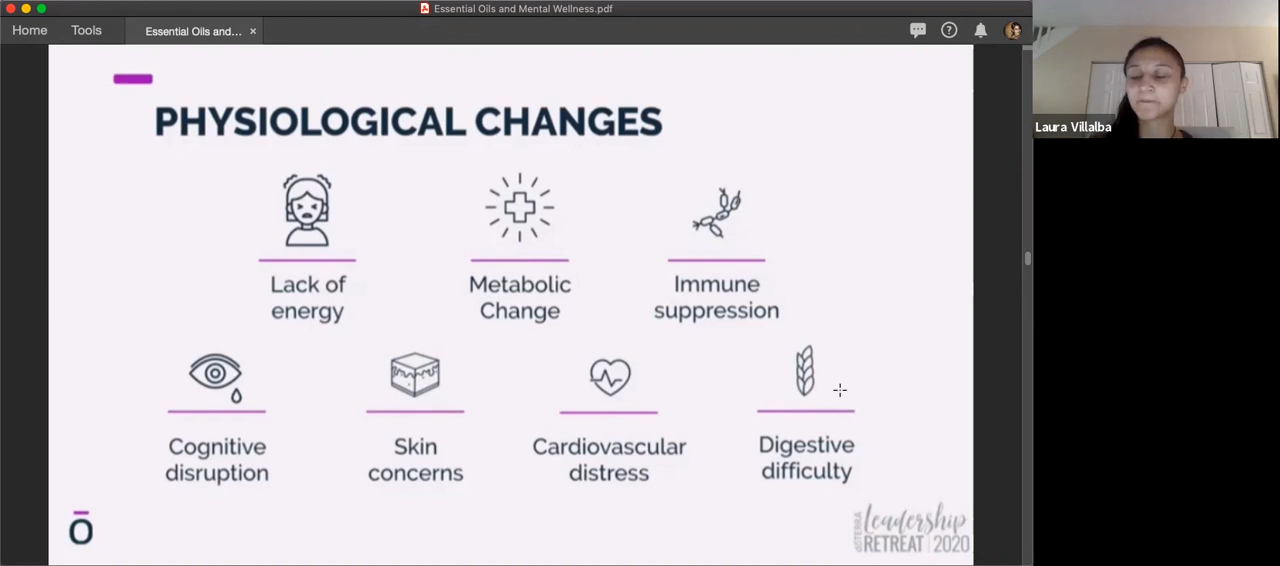 Essential Oils and Mental Wellness.pdf
Home
Tools
Essential Oils and...
Laura Villalba
PHYSIOLOGICAL CHANGES
Lack of
energy
Metabolic
Change
Immune
suppression
Cognitive
disruption
Skin
concerns
Cardiovascular
distress
Digestive
difficulty
Ō
dōTERRA
Leadership
RETREAT 2020